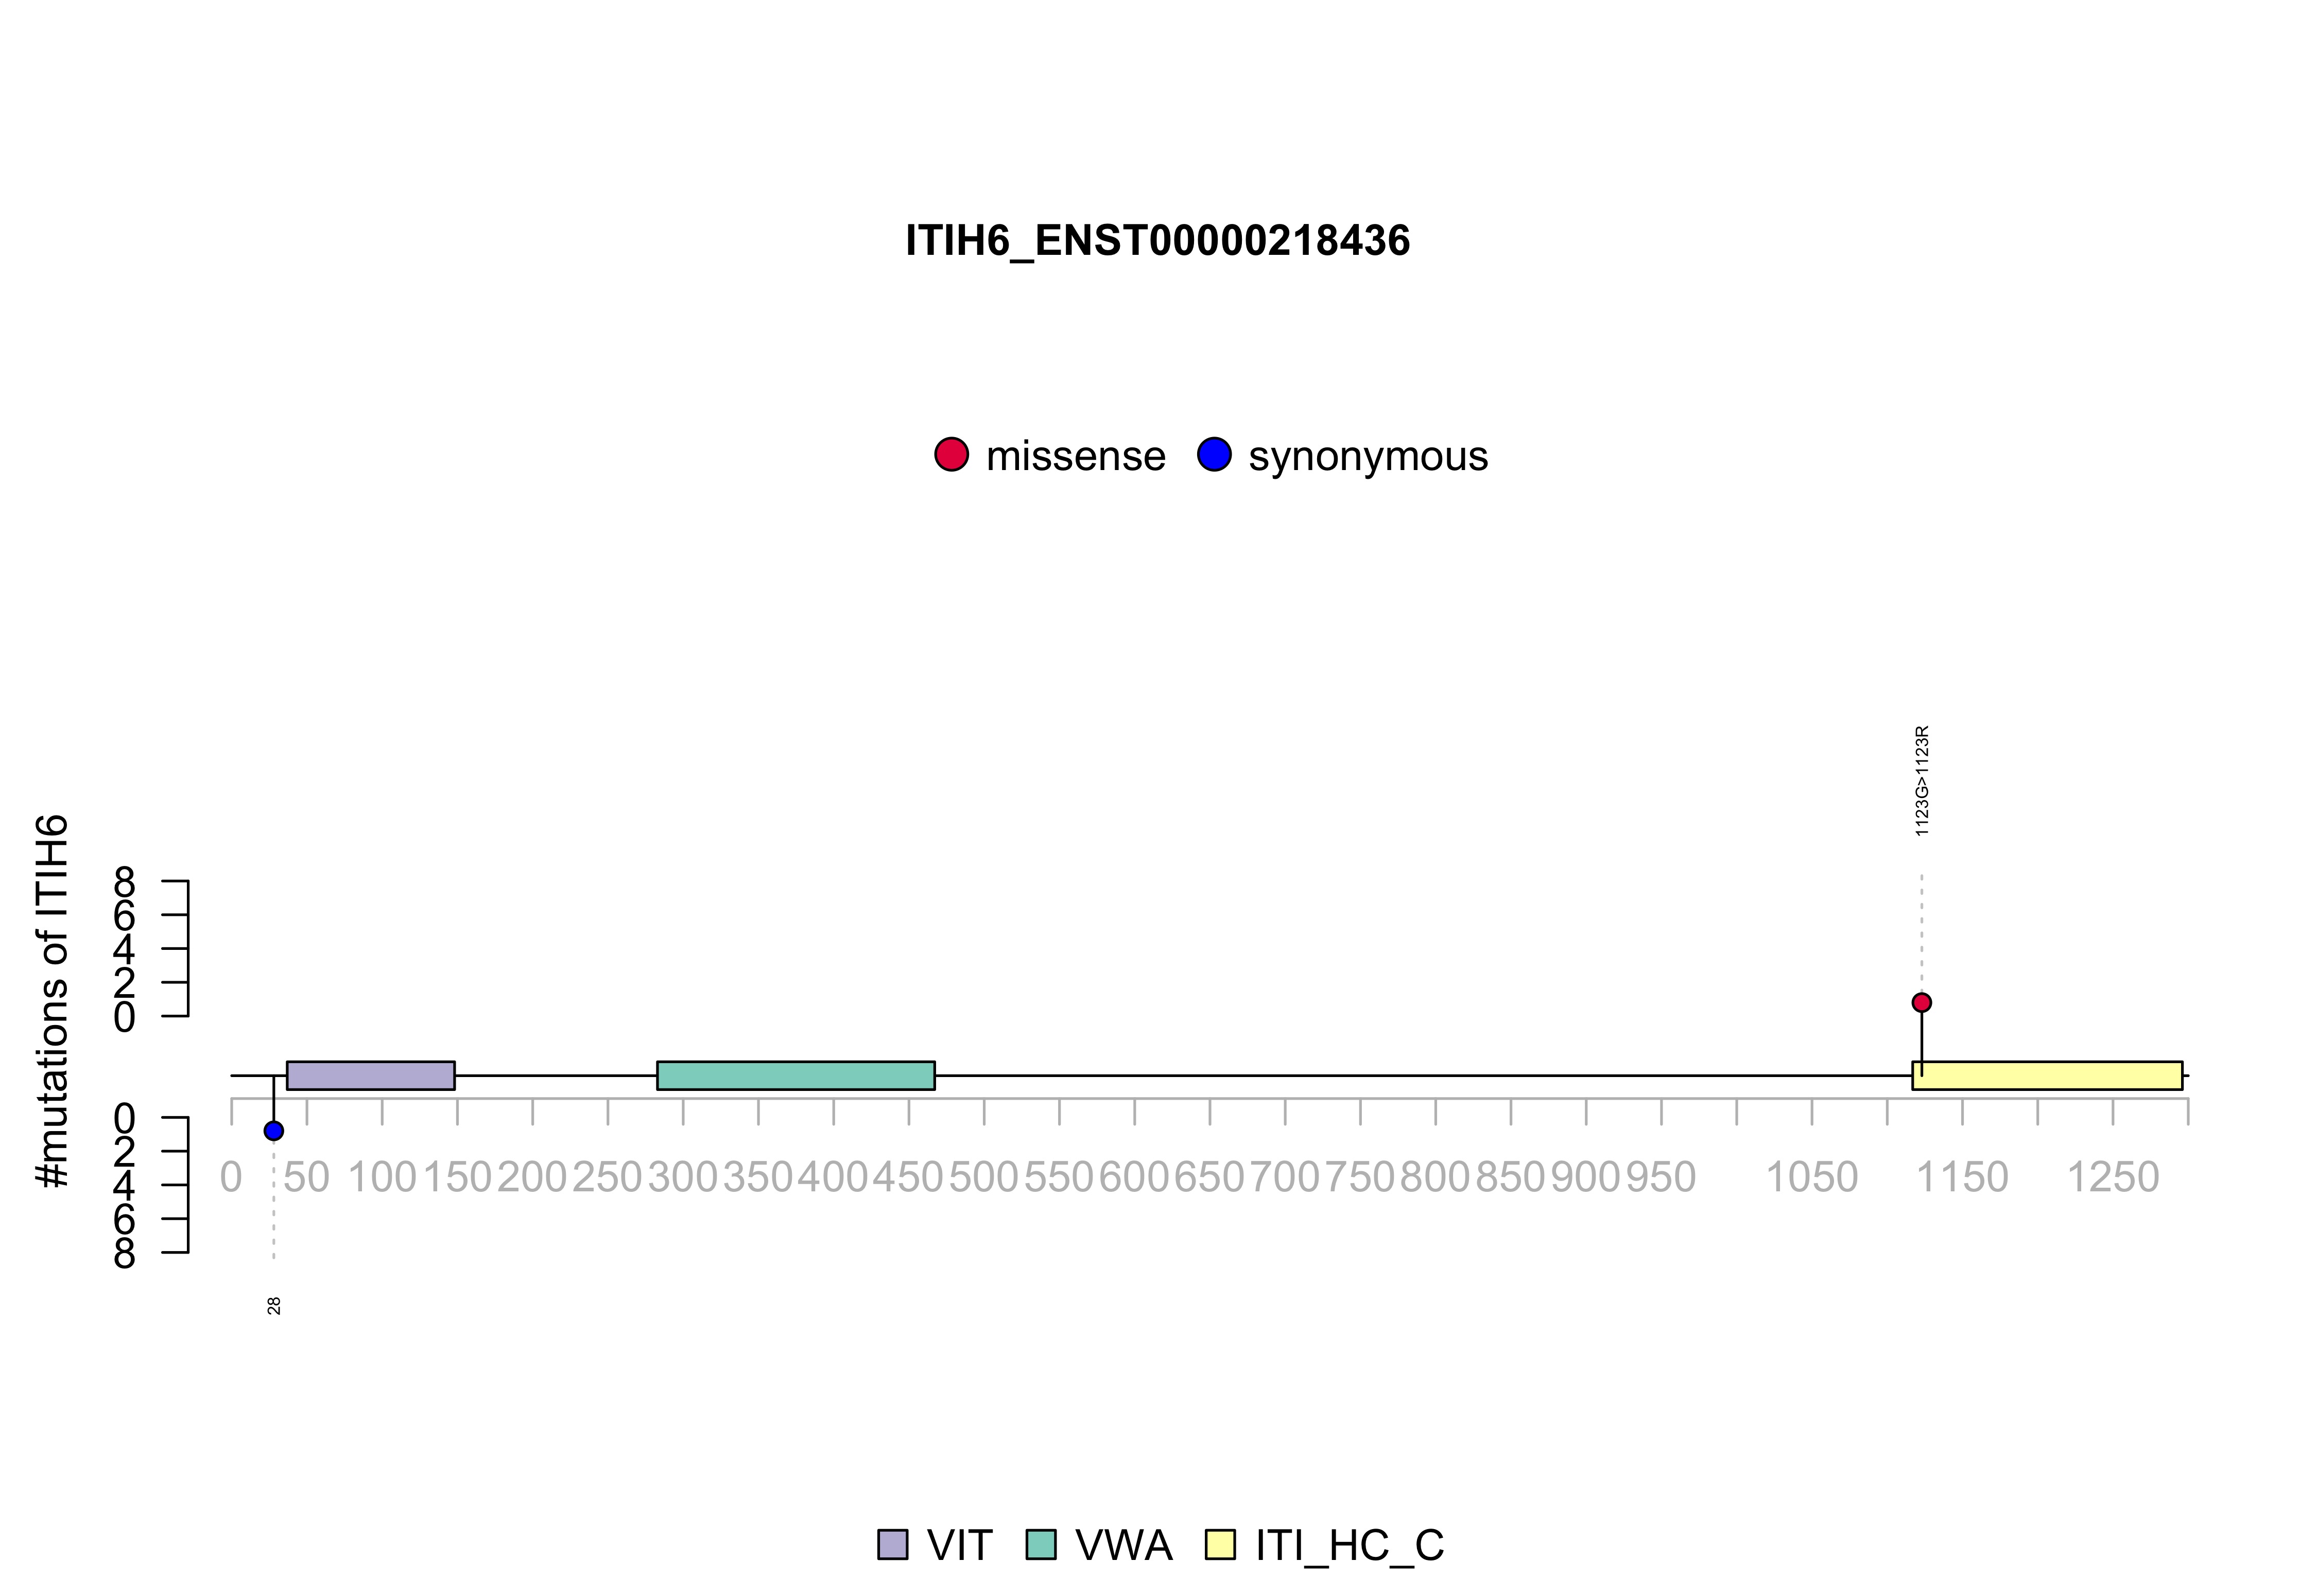 ITIH6_ENST00000218436
missense synonymous
1123G>1123R
#mutations of ITIH6
8
6
4
2
0
0
2
4
6
8
0 50 100 150 200 250 300 350 400 450 500 550 600 650 700 750 800 850 900 950 1050 1150 1250
28
VIT VWA ITI_HC_C